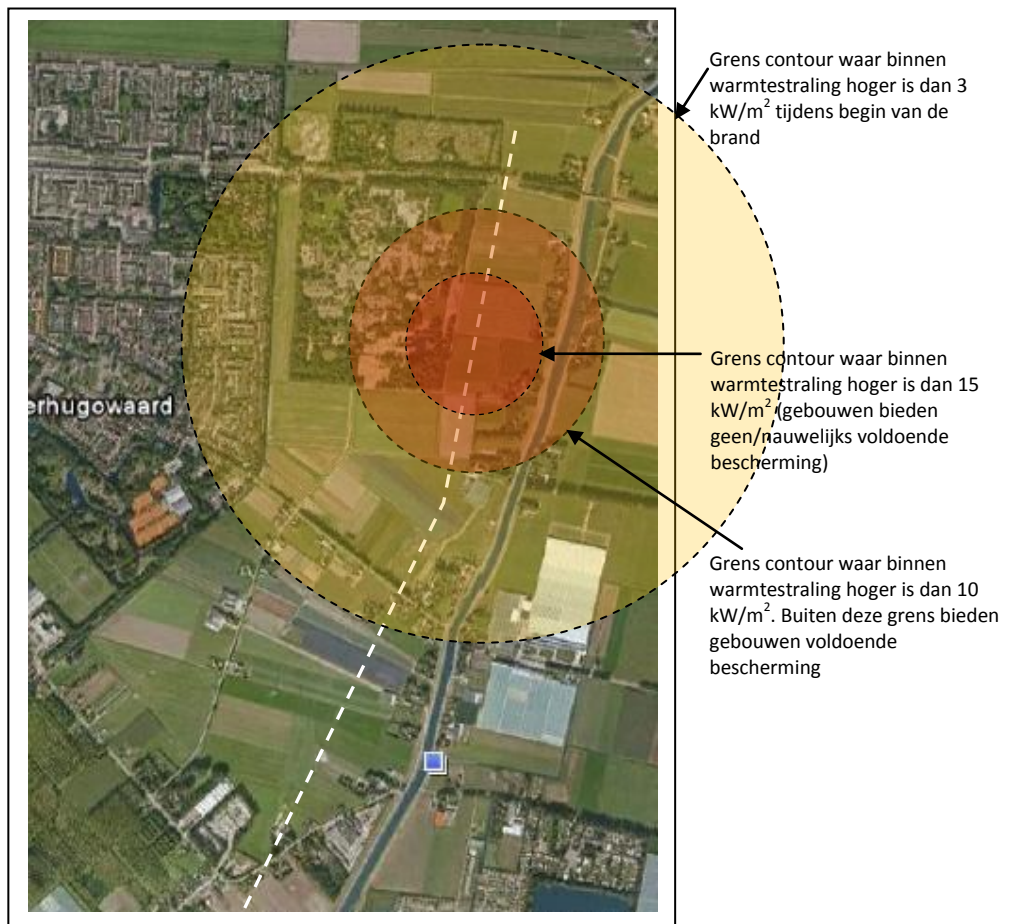 Grens contour waar binnen
warmtestraling hoger is dan 3
kW/m² tijdens begin van de
brand
erhugowaard
Grens contour waar binnen
warmtestraling hoger is dan 15
kW/m² (gebouwen bieden
geen/nauwelijks voldoende
bescherming)
Grens contour waar binnen
warmtestraling hoger is dan 10
kW/m². Buiten deze grens bieden
gebouwen voldoende
bescherming